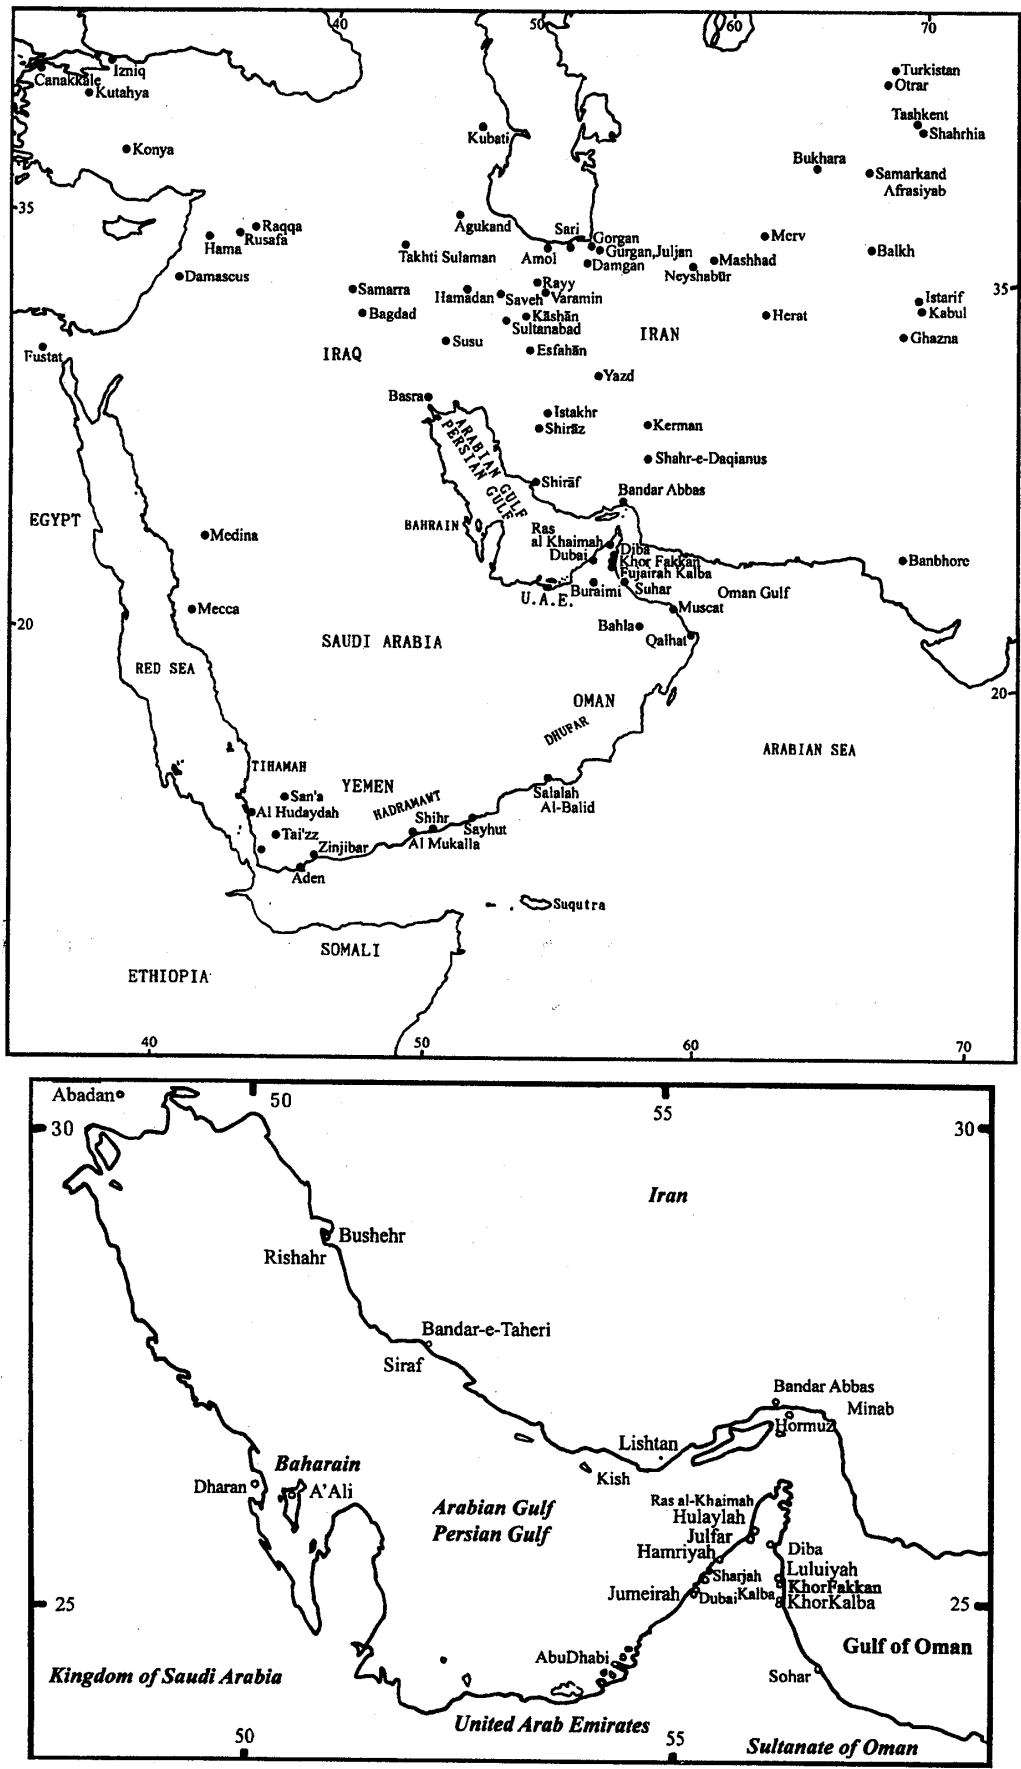 40
50
60
70
Canakkale
Izniq
Kutahya
Konya
Kubati
Turkistan
Otrar
Tashkent
Shahrhia
Bukhara
Samarkand
Afrasiyab
35
Raqqa
Rusafa
Hama
Damascus
Agukand
Takhti Sulaman
Sari
Amol
Gorgan
Gurgan,Juljan
Damgan
Merv
Mashhad
Neyshabūr
Balkh
35
Samarra
Bagdad
Hamadan
Saveh
Rayy
Varamin
Kāshān
Sultanabad
Istarif
Kabul
Herat
Ghazna
Fustat
IRAQ
Susu
Esfahān
IRAN
Yazd
Basra
Istakhr
Shirāz
Kerman
Shahr-e-Daqianus
ARABIAN GULF
PERSIAN GULF
Shirāf
Bandar Abbas
EGYPT
Medina
BAHRAIN
Ras
al Khaimah
Dubai
Diba
Khor Fakkan
Fujairah Kalba
Banbhore
U.A.E.
Buraimi
Suhar
Oman Gulf
Mecca
Muscat
20
SAUDI ARABIA
Bahla
Qalhat
RED SEA
20
OMAN
DHUFAR
ARABIAN SEA
TIHAMAH
YEMEN
Salalah
Al-Balid
San'a
Al Hudaydah
HADRAMAWT
Shihr
Sayhut
Al Mukalla
Tai'zz
Zinjibar
Aden
Suqutra
SOMALI
ETHIOPIA
40
50
60
70
Abadan
50
55
30
30
Iran
Bushehr
Rishahr
Bandar-e-Taheri
Siraf
Bandar Abbas
Minab
Hormuz
Lishtan
Kish
Baharain
Dharan
A'Ali
Arabian Gulf
Persian Gulf
Ras al-Khaimah
Hulaylah
Julfar
Hamriyah
Diba
Sharjah
Luluiyah
Jumeirah
Dubai
Kalba
KhorFakkan
KhorKalba
25
25
Gulf of Oman
AbuDhabi
Sohar
Kingdom of Saudi Arabia
United Arab Emirates
Sultanate of Oman
50
55